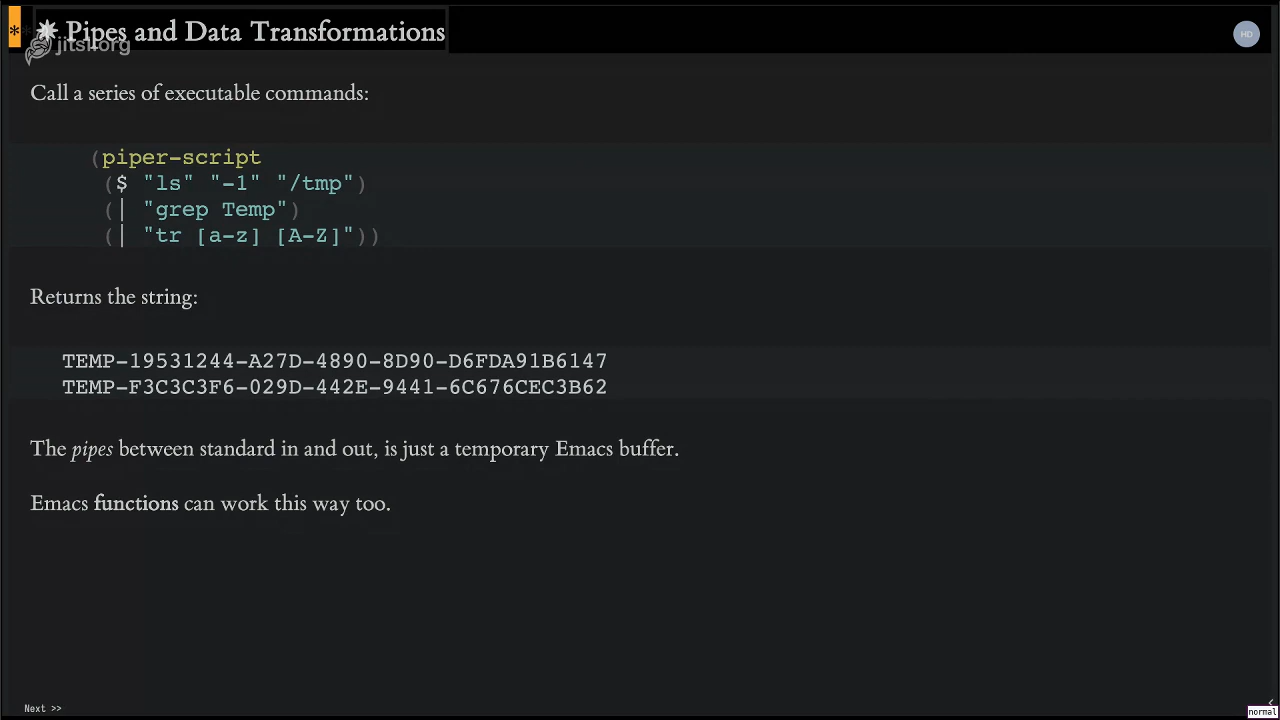 * ✸ Pipes and Data Transformations
jitsi.org
HD
Call a series of executable commands:
(piper-script
($ "ls" "-1" "/tmp")
(| "grep Temp")
(| "tr [a-z] [A-Z]"))
Returns the string:
TEMP-19531244-A27D-4890-8D90-D6FDA91B6147
TEMP-F3C3C3F6-029D-442E-9441-6C676CEC3B62
The pipes between standard in and out, is just a temporary Emacs buffer.
Emacs functions can work this way too.
Next >>
normal